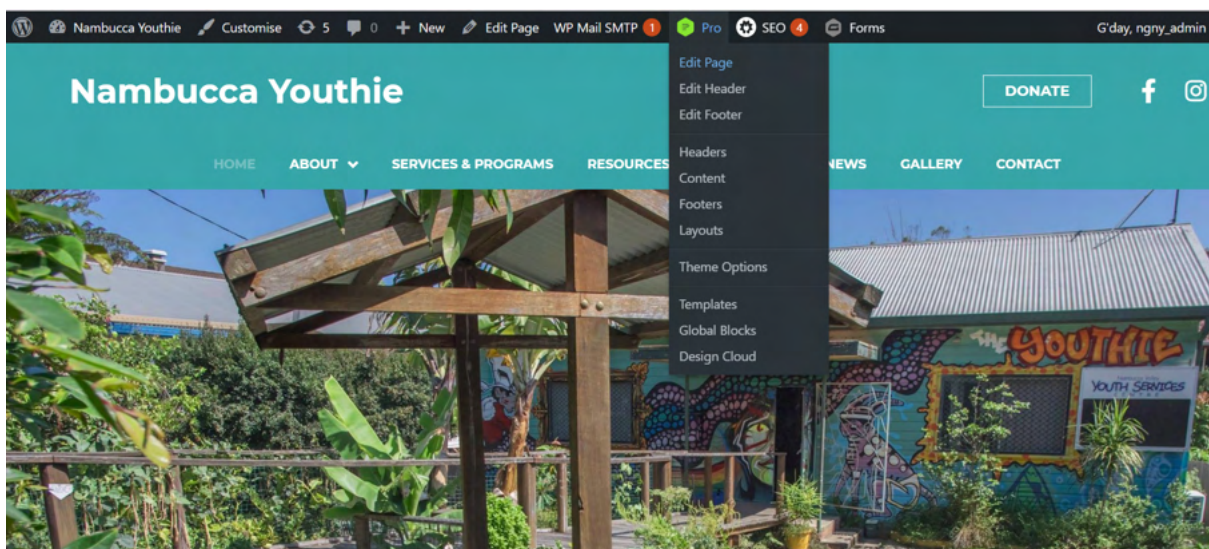 Nambucca Youthie Customise 5 0 New Edit Page WP Mail SMTP 1 Pro SEO 4 Forms G'day, ngny_admin
Edit Page
Edit Header
Edit Footer
Headers
Content
Footers
Layouts
Theme Options
Templates
Global Blocks
Design Cloud
Nambucca Youthie DONATE
HOME ABOUT SERVICES & PROGRAMS RESOURCES NEWS GALLERY CONTACT
THE YOUTHIE
YOUTH SERVICES